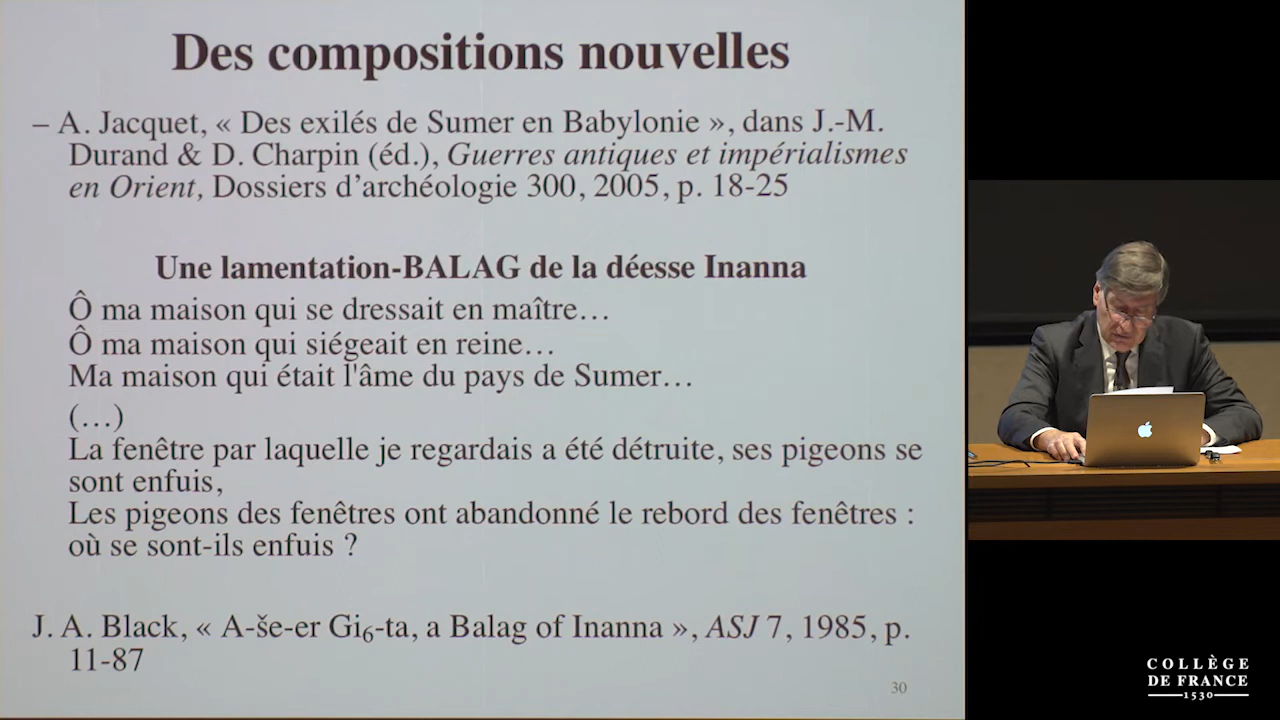 Des compositions nouvelles
– A. Jacquet, « Des exilés de Sumer en Babylonie », dans J.-M.
Durand & D. Charpin (éd.), Guerres antiques et impérialismes
en Orient, Dossiers d’archéologie 300, 2005, p. 18-25
Une lamentation-BALAG de la déesse Inanna
Ô ma maison qui se dressait en maître…
Ô ma maison qui siégeait en reine…
Ma maison qui était l'âme du pays de Sumer…
(…)
La fenêtre par laquelle je regardais a été détruite, ses pigeons se
sont enfuis,
Les pigeons des fenêtres ont abandonné le rebord des fenêtres :
où se sont-ils enfuis ?
J. A. Black, « A-še-er Gi₆-ta, a Balag of Inanna », ASJ 7, 1985, p.
11-87
30
COLLÈGE
DE FRANCE
1530